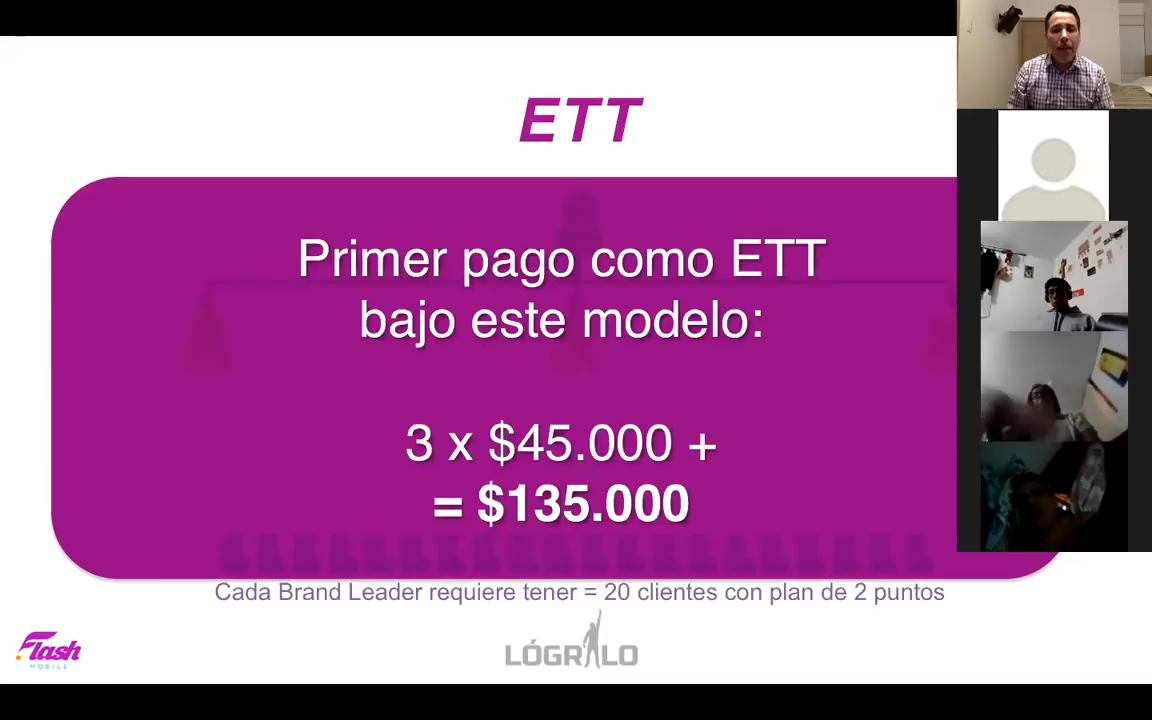 ETT
Primer pago como ETT
bajo este modelo:
3 x $45.000 +
= $135.000
Cada Brand Leader requiere tener = 20 clientes con plan de 2 puntos
Flash
MOBILE
LÓGRALO